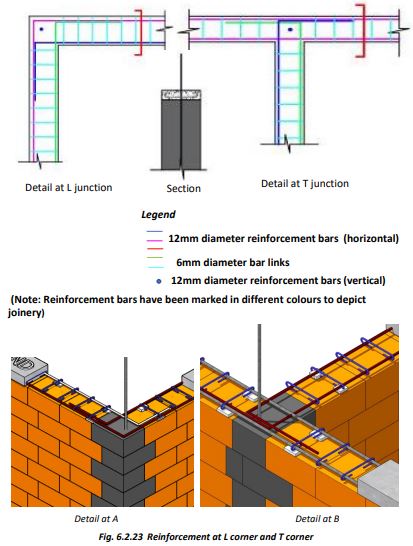 Detail at L junction
Section
Detail at T junction
Legend
12mm diameter reinforcement bars (horizontal)
6mm diameter bar links
12mm diameter reinforcement bars (vertical)
(Note: Reinforcement bars have been marked in different colours to depict
joinery)
Detail at A
Detail at B
Fig. 6.2.23 Reinforcement at L corner and T corner